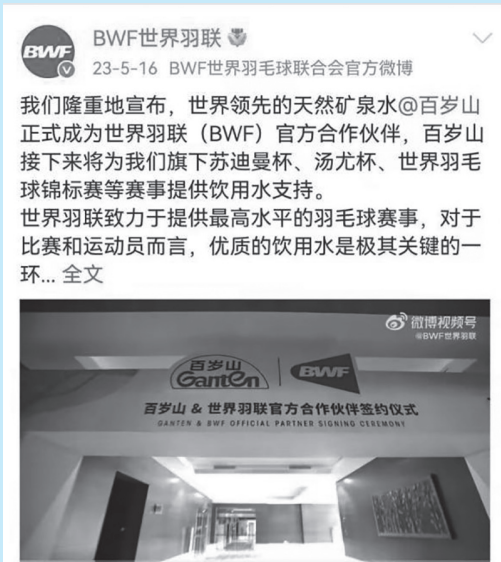 BWF
BWF世界羽联
23-5-16 BWF世界羽毛球联合会官方微博
我们隆重地宣布，世界领先的天然矿泉水@百岁山
正式成为世界羽联（BWF）官方合作伙伴，百岁山
接下来将为我们旗下苏迪曼杯、汤尤杯、世界羽毛
球锦标赛等赛事提供饮用水支持。
世界羽联致力于提供最高水平的羽毛球赛事，对于
比赛和运动员而言，优质的饮用水是极其关键的一
环... 全文
微博视频号
@BWF世界羽联
百岁山
Ganten
BWF
百岁山 & 世界羽联官方合作伙伴签约仪式
GANTEN & BWF OFFICIAL PARTNER SIGNING CEREMONY